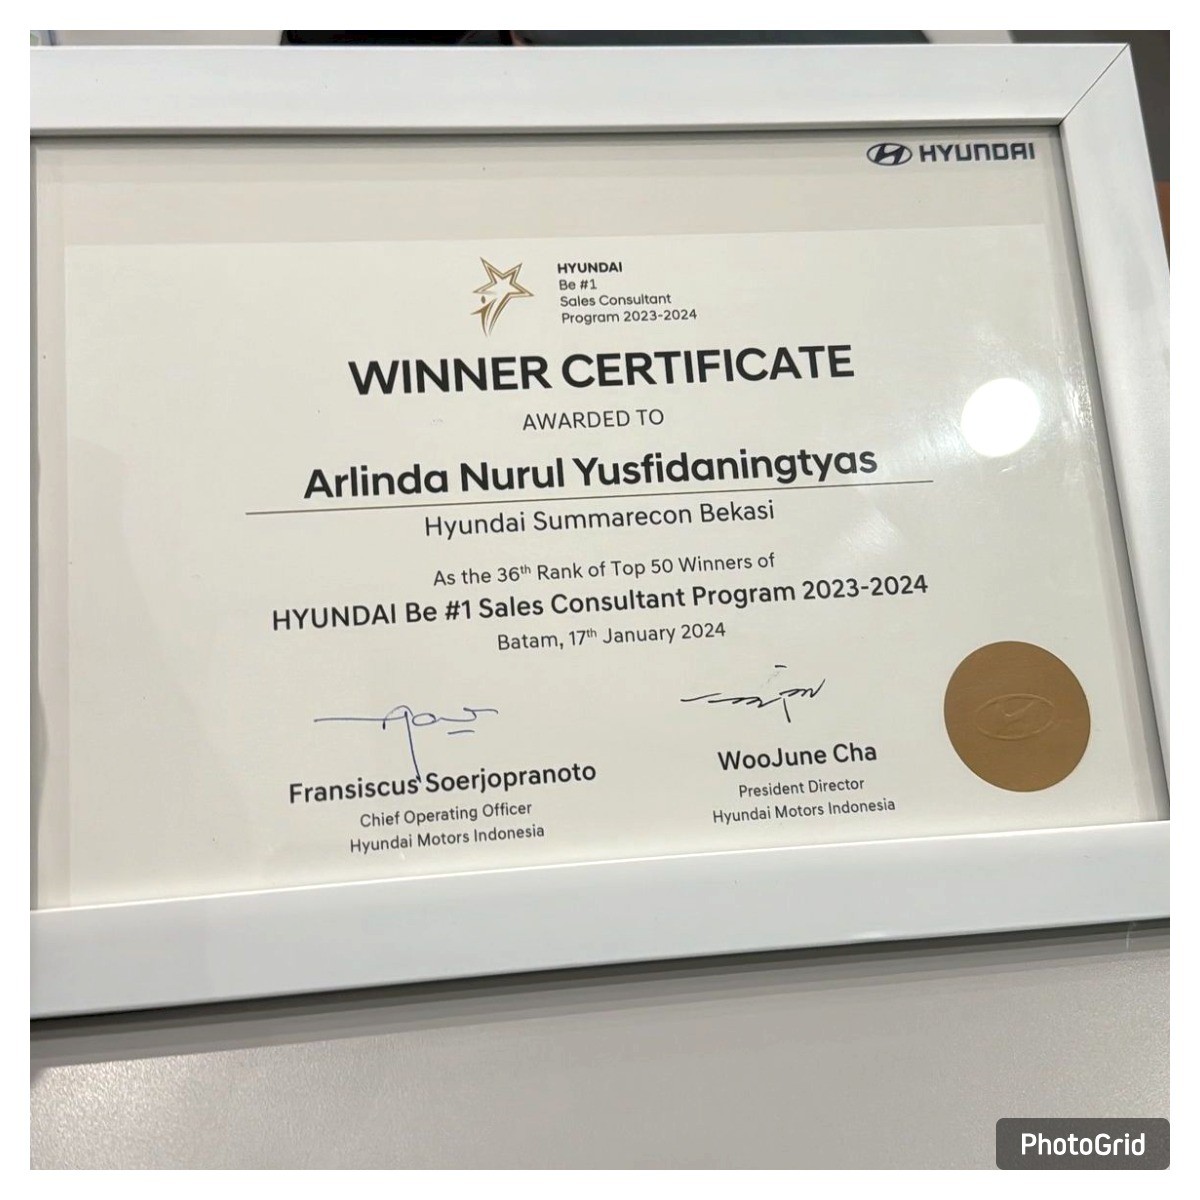 HYUNDAI
HYUNDAI
Be #1
Sales Consultant
Program 2023-2024
WINNER CERTIFICATE
AWARDED TO
Arlinda Nurul Yusfidaningtyas
Hyundai Summarecon Bekasi
As the 36th Rank of Top 50 Winners of
HYUNDAI Be #1 Sales Consultant Program 2023-2024
Batam, 17th January 2024
Fransiscus Soerjopranoto
Chief Operating Officer
Hyundai Motors Indonesia
WooJune Cha
President Director
Hyundai Motors Indonesia
PhotoGrid